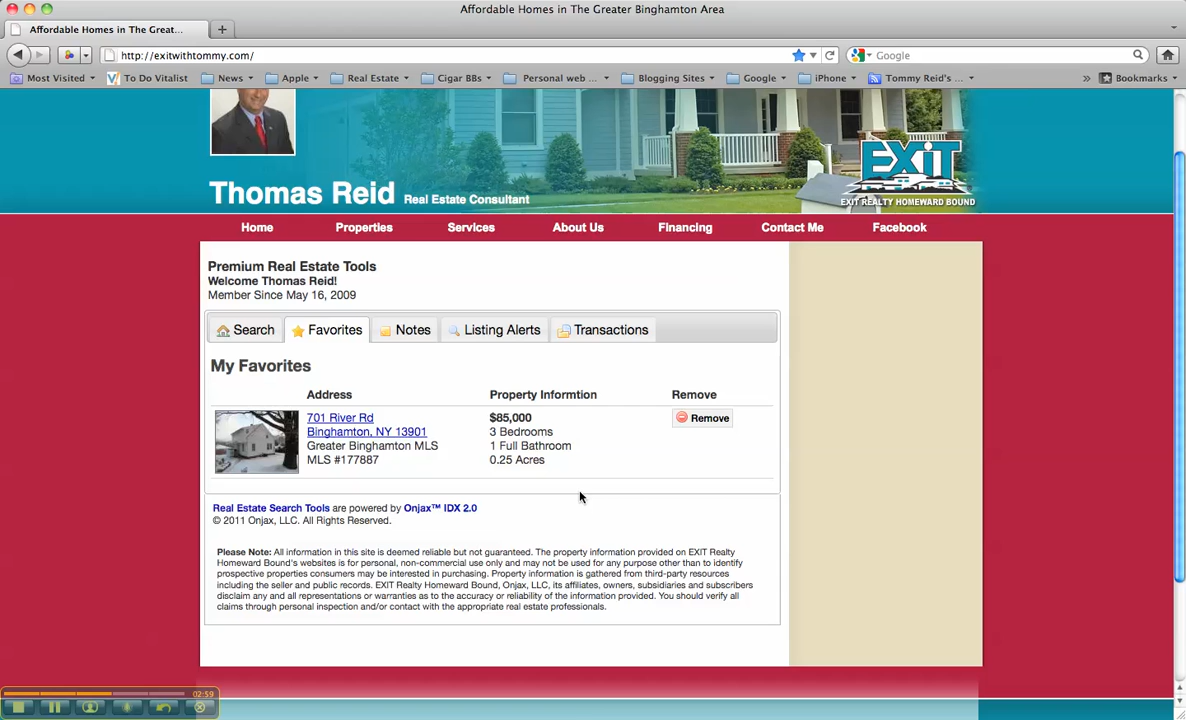 Affordable Homes in The Greater Binghamton Area
Affordable Homes in The Great...
http://exitwithtommy.com/
Google
Most Visited
To Do Vitalist
News
Apple
Real Estate
Cigar BBs
Personal web ...
Blogging Sites
Google
iPhone
Tommy Reid's ...
»
Bookmarks
EXIT
EXIT REALTY HOMEWARD BOUND
Thomas Reid Real Estate Consultant
Home Properties Services About Us Financing Contact Me Facebook
Premium Real Estate Tools
Welcome Thomas Reid!
Member Since May 16, 2009
Search Favorites Notes Listing Alerts Transactions
My Favorites
Address Property Informtion Remove
701 River Rd $85,000 Remove
Binghamton, NY 13901 3 Bedrooms
Greater Binghamton MLS 1 Full Bathroom
MLS #177887 0.25 Acres
Real Estate Search Tools are powered by Onjax™ IDX 2.0
© 2011 Onjax, LLC. All Rights Reserved.
Please Note: All information in this site is deemed reliable but not guaranteed. The property information provided on EXIT Realty
Homeward Bound's websites is for personal, non-commercial use only and may not be used for any purpose other than to identify
prospective properties consumers may be interested in purchasing. Property information is gathered from third-party resources
including the seller and public records. EXIT Realty Homeward Bound, Onjax, LLC, its affiliates, owners, subsidiaries and subscribers
disclaim any and all representations or warranties as to the accuracy or reliability of the information provided. You should verify all
claims through personal inspection and/or contact with the appropriate real estate professionals.
02:59